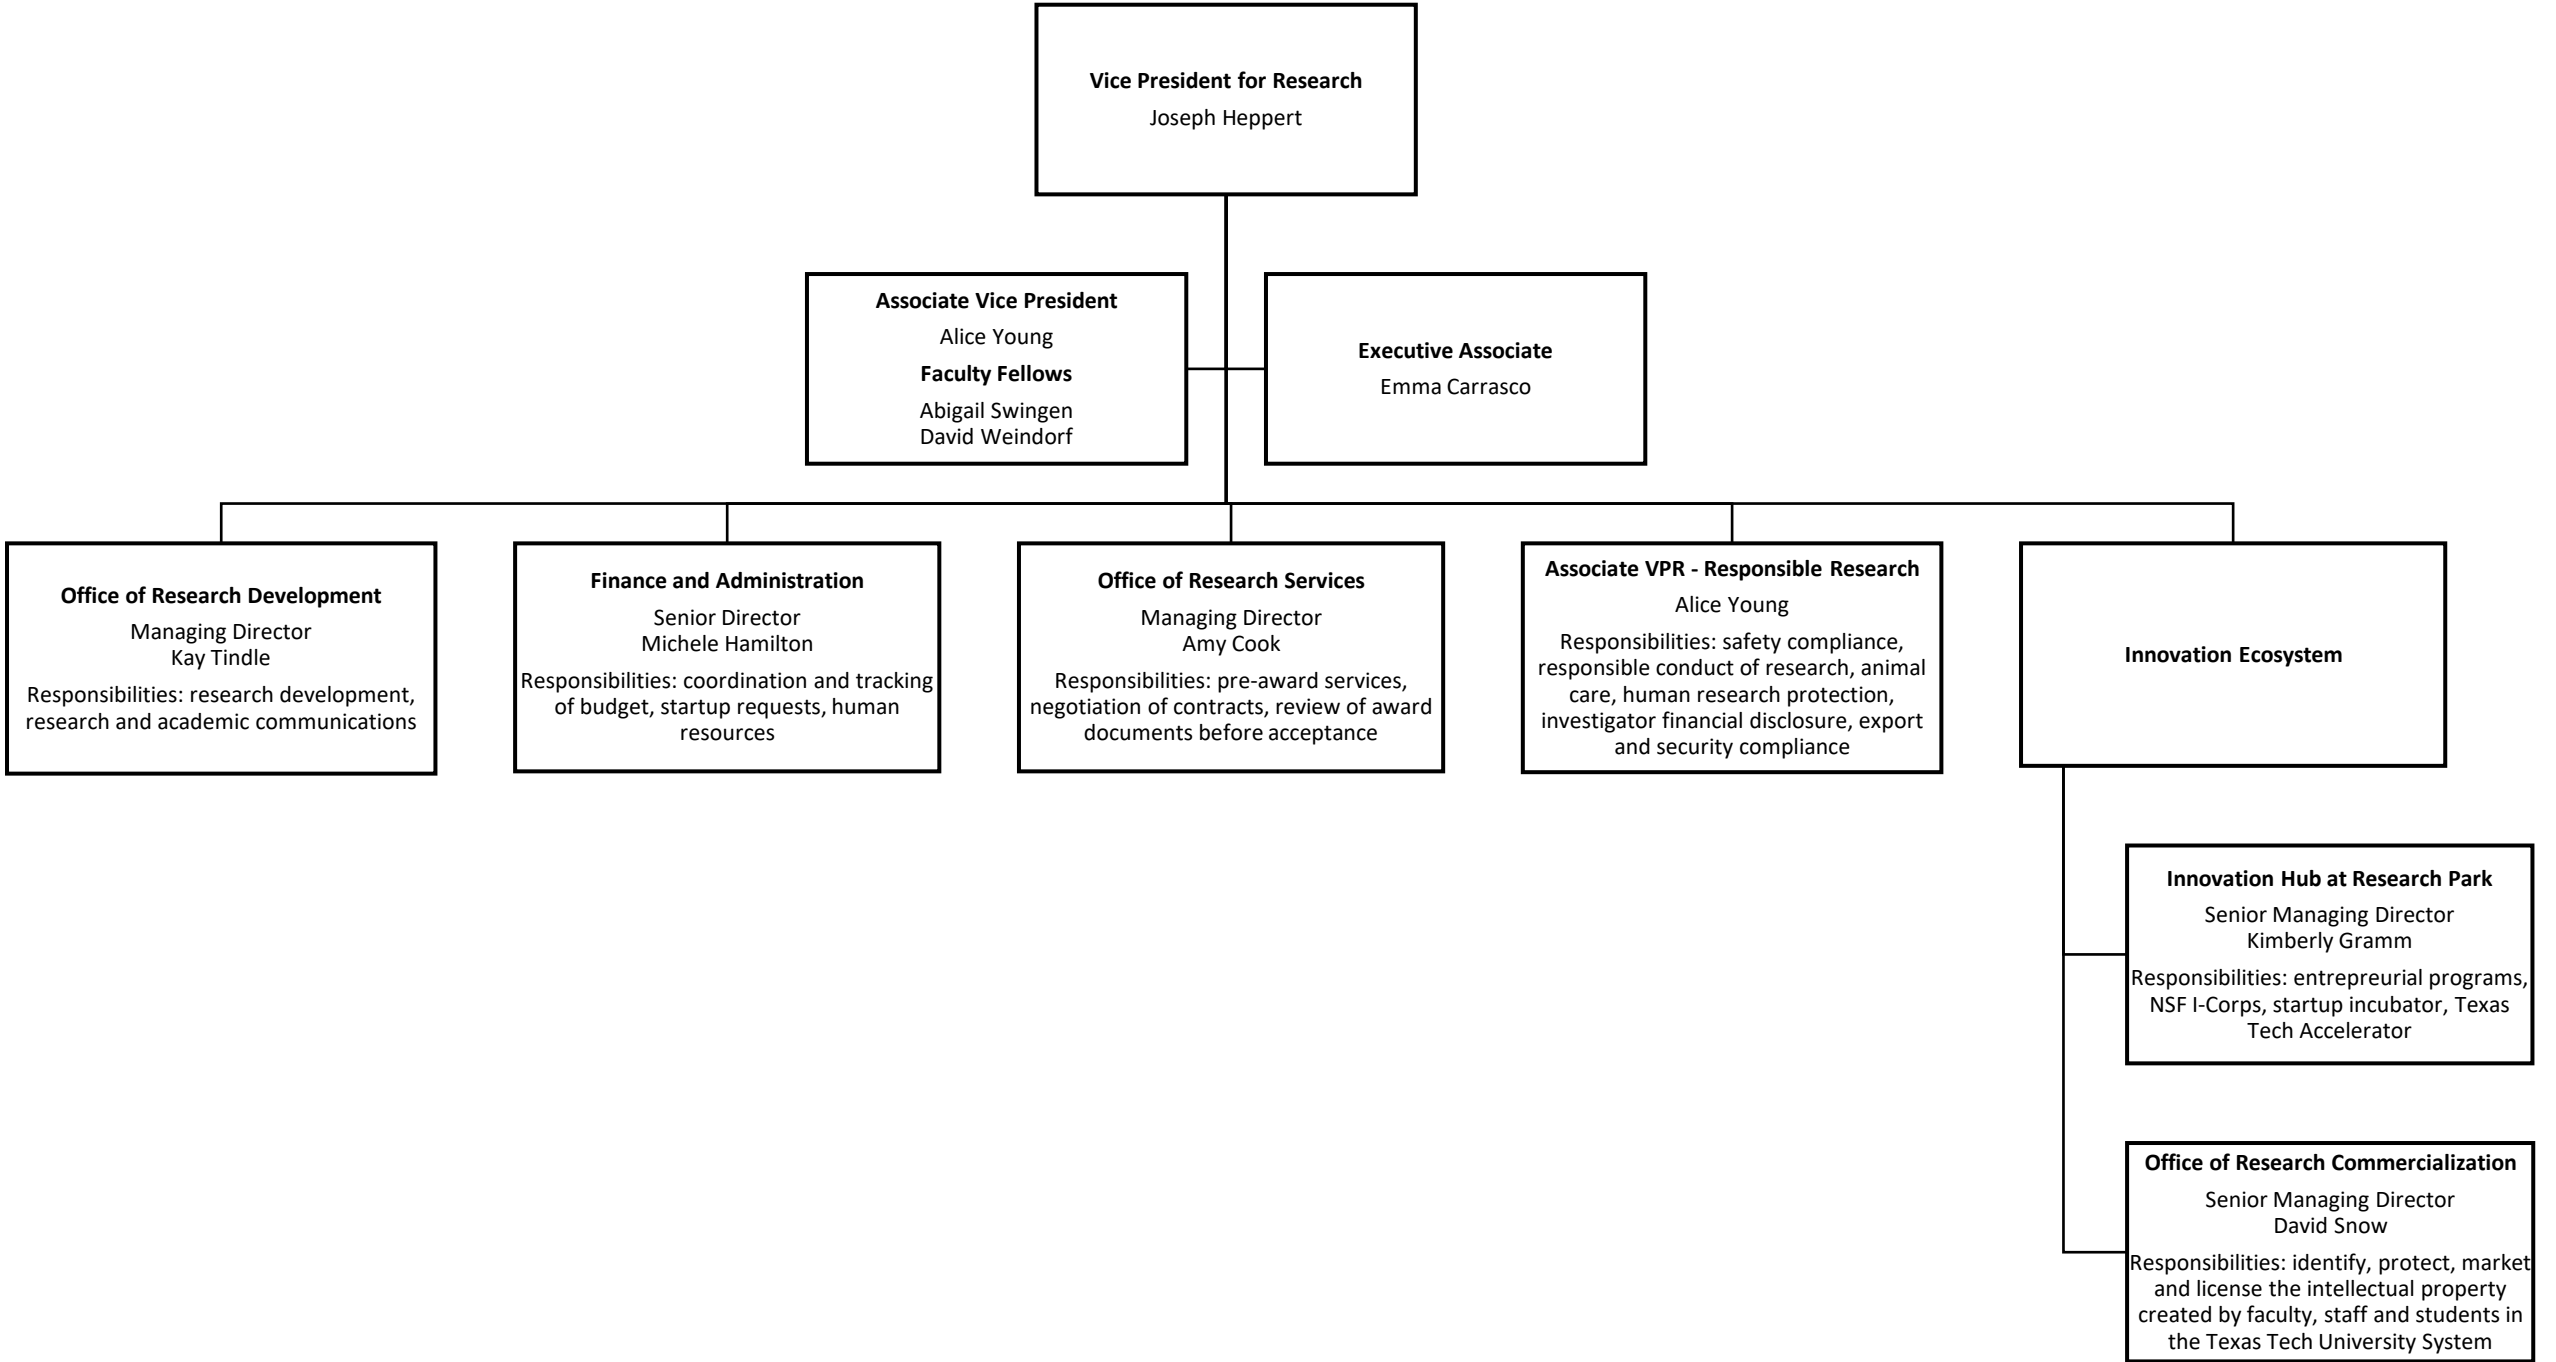 Vice President for Research
Joseph Heppert
Associate Vice President
Alice Young
Faculty Fellows
Abigail Swingen
David Weindorf
Executive Associate
Emma Carrasco
Office of Research Development
Managing Director
Kay Tindle
Responsibilities: research development,
research and academic communications
Finance and Administration
Senior Director
Michele Hamilton
Responsibilities: coordination and tracking
of budget, startup requests, human
resources
Office of Research Services
Managing Director
Amy Cook
Responsibilities: pre-award services,
negotiation of contracts, review of award
documents before acceptance
Associate VPR - Responsible Research
Alice Young
Responsibilities: safety compliance,
responsible conduct of research, animal
care, human research protection,
investigator financial disclosure, export
and security compliance
Innovation Ecosystem
Innovation Hub at Research Park
Senior Managing Director
Kimberly Gramm
Responsibilities: entrepreurial programs,
NSF I-Corps, startup incubator, Texas
Tech Accelerator
Office of Research Commercialization
Senior Managing Director
David Snow
Responsibilities: identify, protect, market
and license the intellectual property
created by faculty, staff and students in
the Texas Tech University System